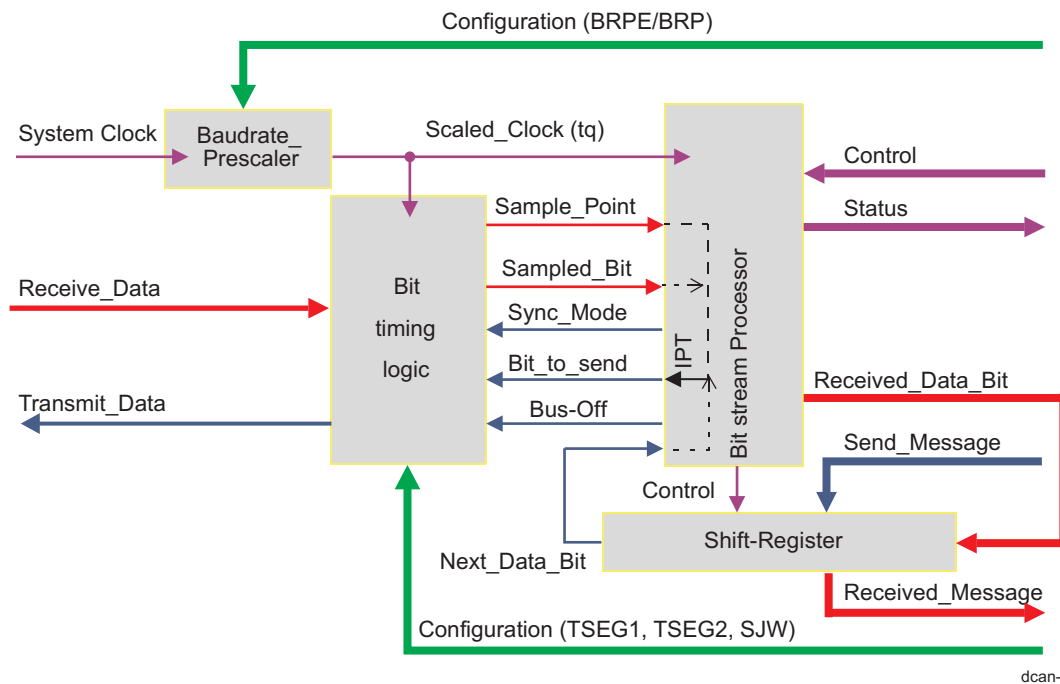 Configuration (BRPE/BRP)
System Clock
Baudrate_
Prescaler
Scaled_Clock (tq)
Control
Status
Sample_Point
Sampled_Bit
Receive_Data
Bit
timing
logic
Sync_Mode
Bit_to_send
IPT
Bit stream Processor
Transmit_Data
Bus-Off
Received_Data_Bit
Send_Message
Control
Shift-Register
Next_Data_Bit
Received_Message
Configuration (TSEG1, TSEG2, SJW)
dcan-